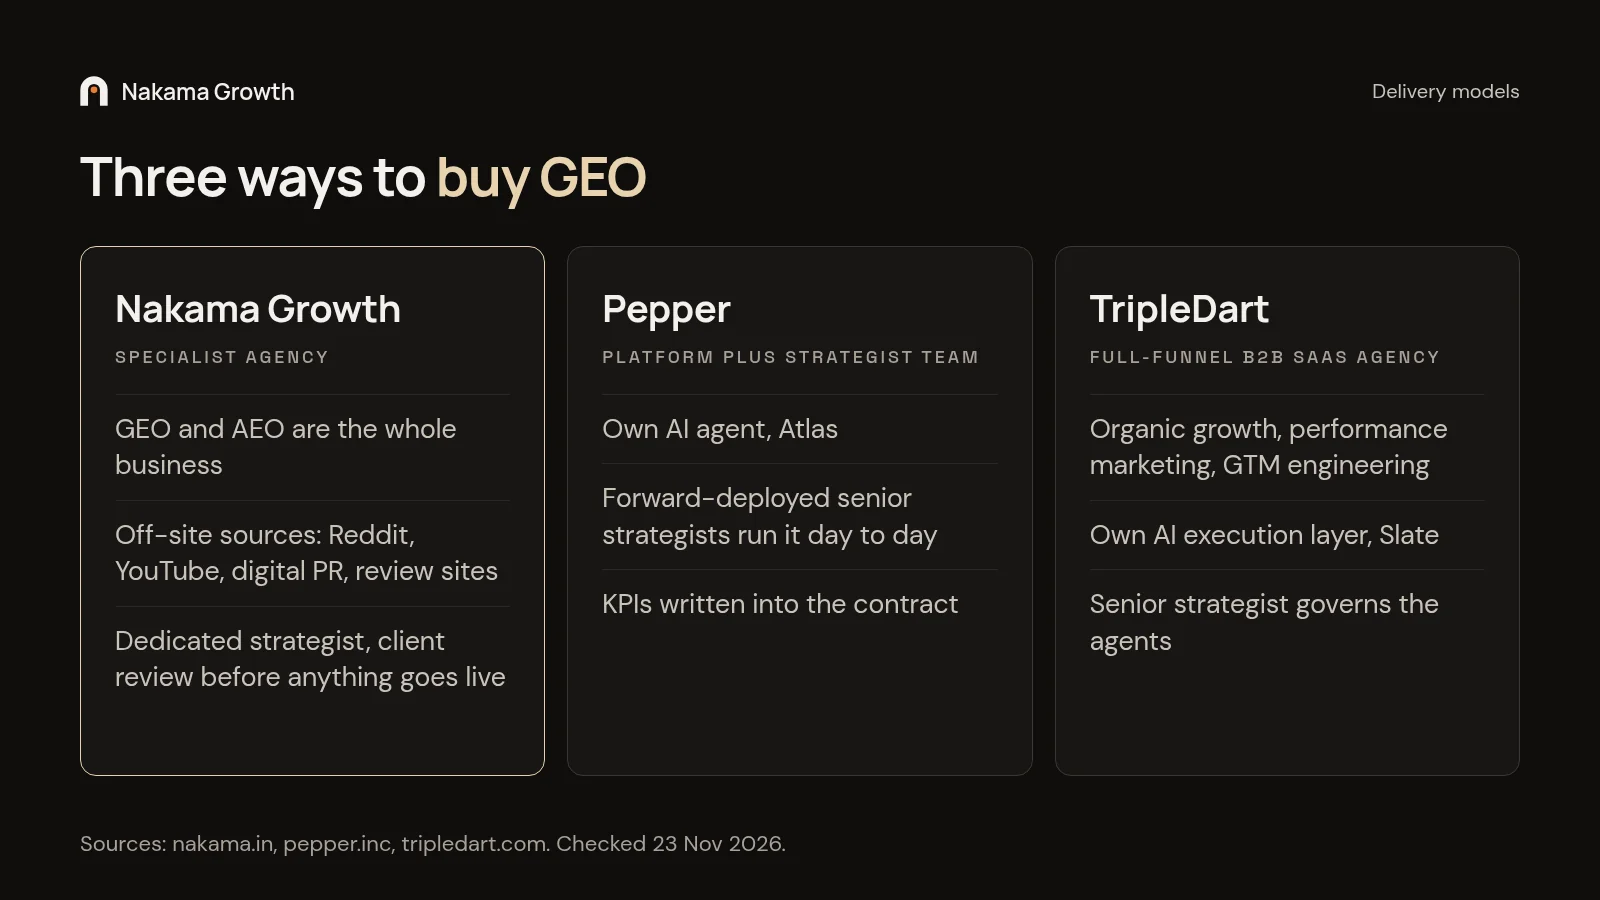 Nakama Growth
Delivery models
Three ways to buy GEO
Nakama Growth
SPECIALIST AGENCY
GEO and AEO are the whole
business
Off-site sources: Reddit,
YouTube, digital PR, review sites
Dedicated strategist, client
review before anything goes live
Pepper
PLATFORM PLUS STRATEGIST TEAM
Own AI agent, Atlas
Forward-deployed senior
strategists run it day to day
KPIs written into the contract
TripleDart
FULL-FUNNEL B2B SAAS AGENCY
Organic growth, performance
marketing, GTM engineering
Own AI execution layer, Slate
Senior strategist governs the
agents
Sources: nakama.in, pepper.inc, tripledart.com. Checked 23 Nov 2026.